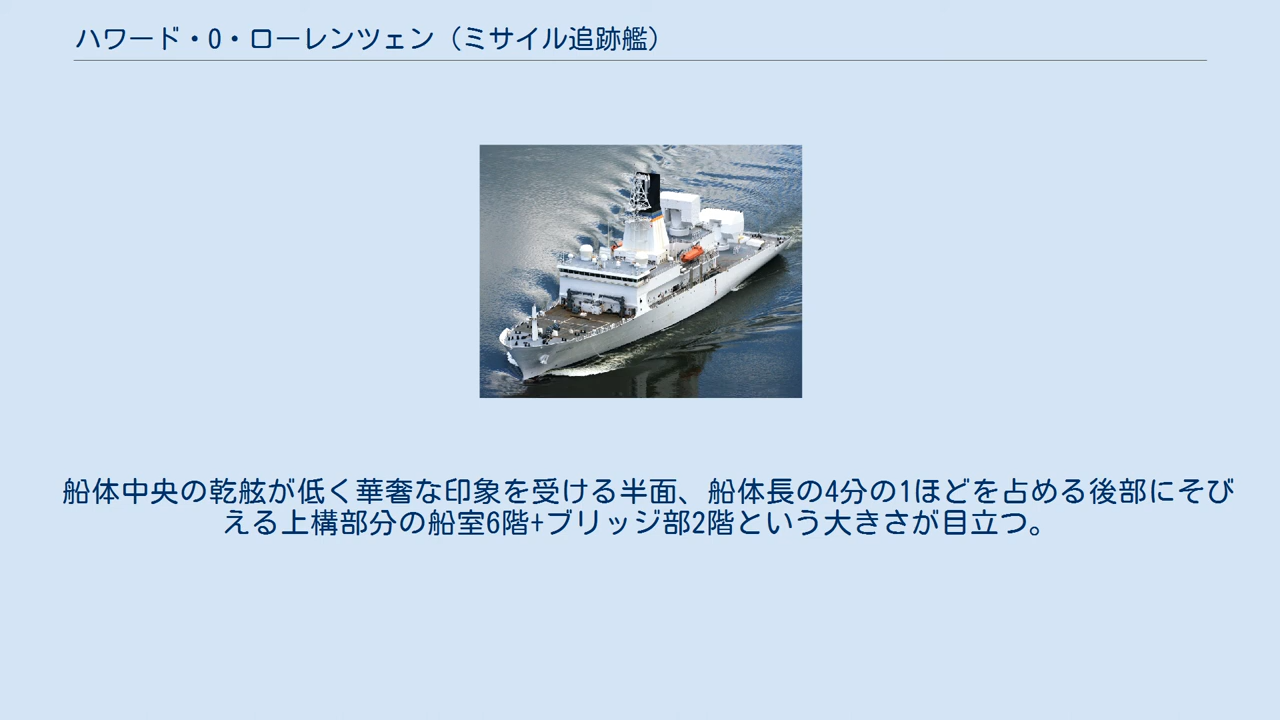 ハワード・O・ローレンツェン（ミサイル追跡艦）
船体中央の乾舷が低く華奢な印象を受ける半面、船体長の4分の1ほどを占める後部にそび
える上構部分の船室6階+ブリッジ部2階という大きさが目立つ。